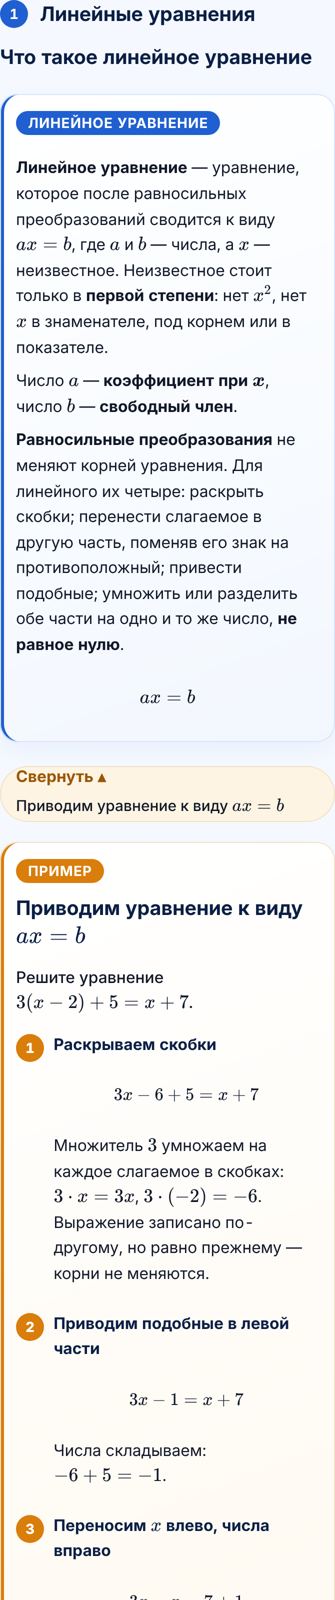 1 Линейные уравнения
Что такое линейное уравнение
ЛИНЕЙНОЕ УРАВНЕНИЕ
Линейное уравнение — уравнение,
которое после равносильных
преобразований сводится к виду
ax = b, где a и b — числа, а x —
неизвестное. Неизвестное стоит
только в первой степени: нет x², нет
x в знаменателе, под корнем или в
показателе.
Число a — коэффициент при x,
число b — свободный член.
Равносильные преобразования не
меняют корней уравнения. Для
линейного их четыре: раскрыть
скобки; перенести слагаемое в
другую часть, поменяв его знак на
противоположный; привести
подобные; умножить или разделить
обе части на одно и то же число, не
равное нулю.
ax = b
Свернуть ▴
Приводим уравнение к виду ax = b
ПРИМЕР
Приводим уравнение к виду
ax = b
Решите уравнение
3(x − 2) + 5 = x + 7.
1 Раскрываем скобки
3x − 6 + 5 = x + 7
Множитель 3 умножаем на
каждое слагаемое в скобках:
3 · x = 3x, 3 · (−2) = −6.
Выражение записано по-
другому, но равно прежнему —
корни не меняются.
2 Приводим подобные в левой
части
3x − 1 = x + 7
Числа складываем:
−6 + 5 = −1.
3 Переносим x влево, числа
вправо